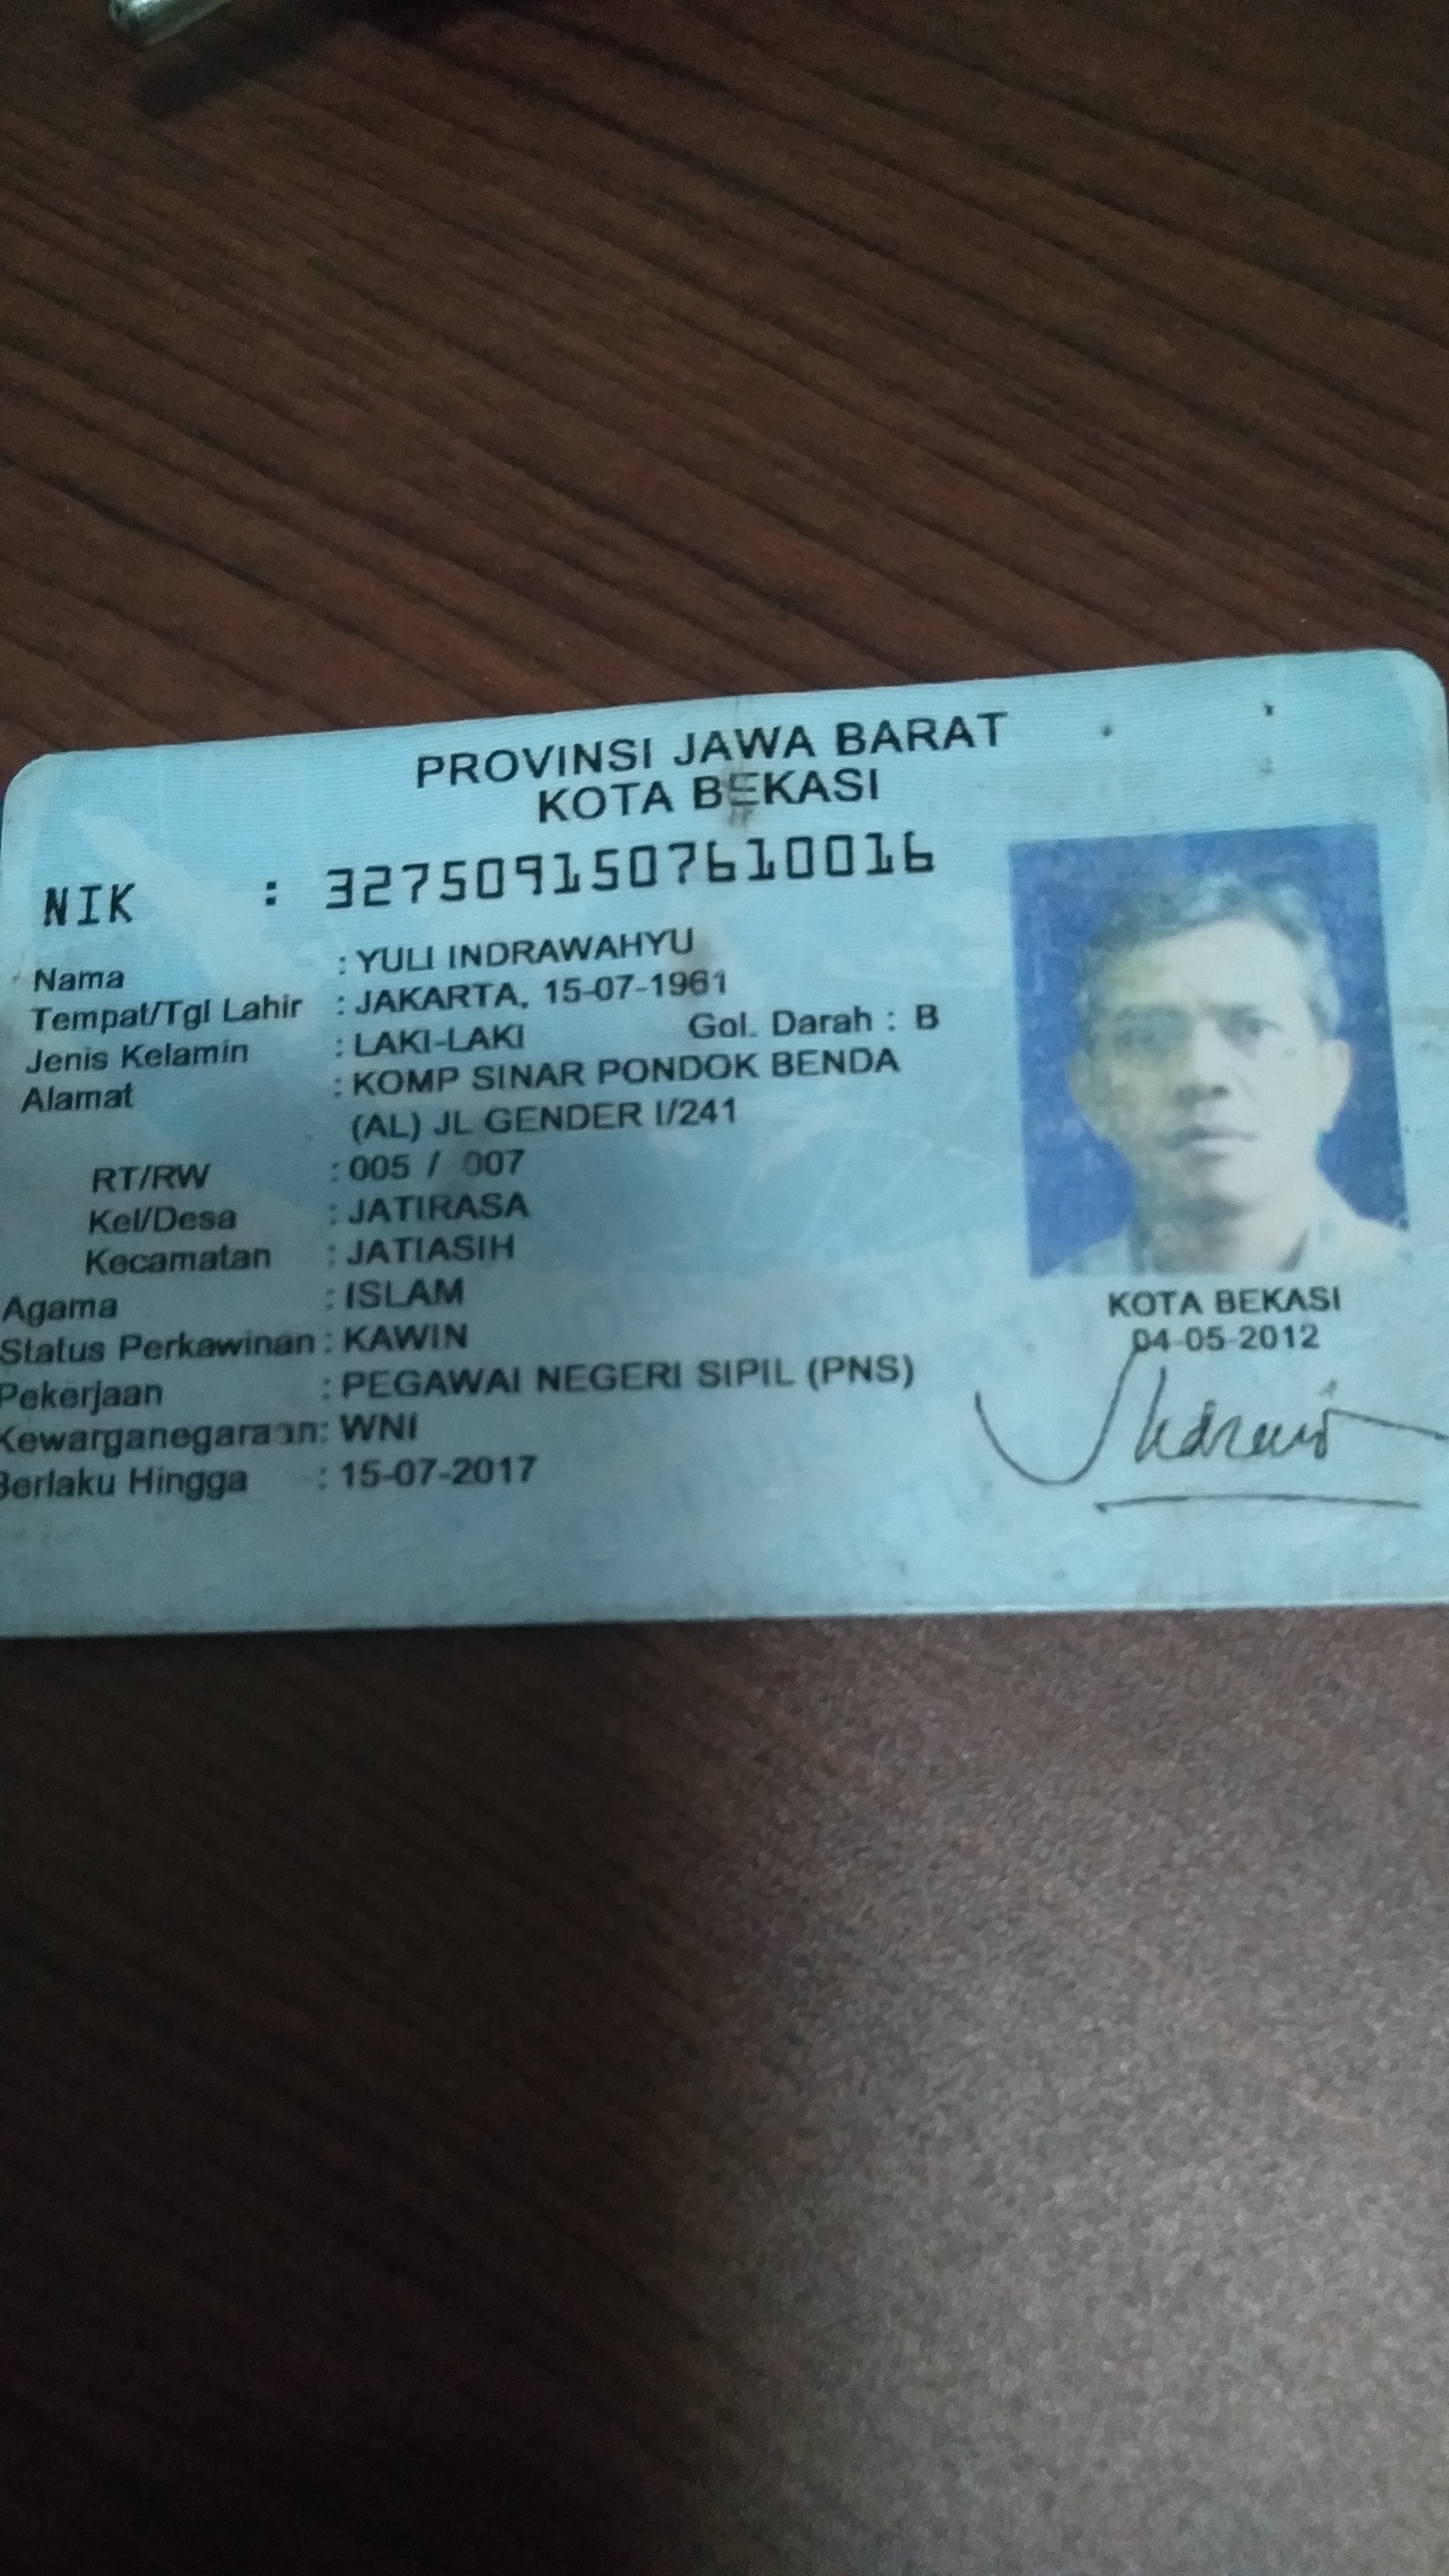 PROVINSI JAWA BARAT
KOTA BEKASI
NIK : 3275091507610016
Nama : YULI INDRAWAHYU
Tempat/Tgl Lahir : JAKARTA, 15-07-1961
Jenis Kelamin : LAKI-LAKI Gol. Darah : B
Alamat : KOMP SINAR PONDOK BENDA
(AL) JL GENDER I/241
RT/RW : 005 / 007
Kel/Desa : JATIRASA
Kecamatan : JATIASIH
Agama : ISLAM
Status Perkawinan : KAWIN
Pekerjaan : PEGAWAI NEGERI SIPIL (PNS)
Kewarganegaraan: WNI
Berlaku Hingga : 15-07-2017
KOTA BEKASI
04-05-2012